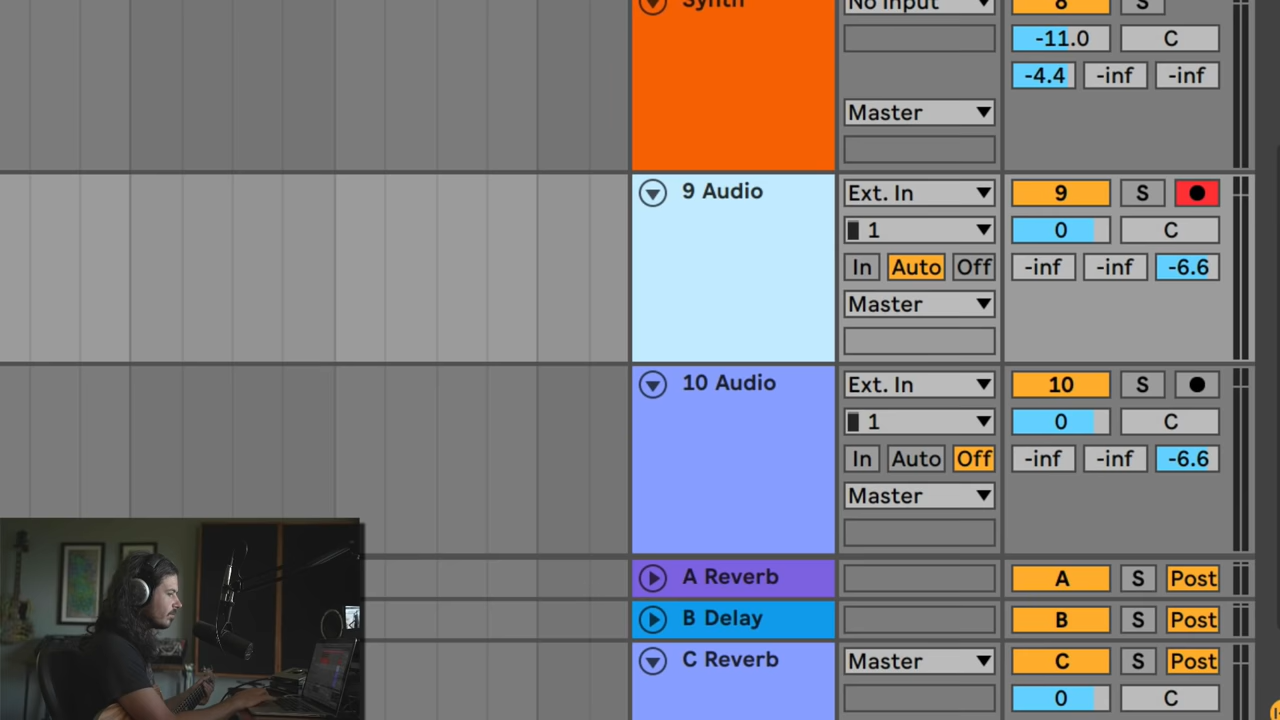 Synth No Input 8 S
-11.0 C
-4.4 -inf -inf
Master
9 Audio Ext. In 9 S
1 0 C
In Auto Off -inf -inf -6.6
Master
10 Audio Ext. In 10 S
1 0 C
In Auto Off -inf -inf -6.6
Master
A Reverb A S Post
B Delay B S Post
C Reverb Master C S Post
0 C